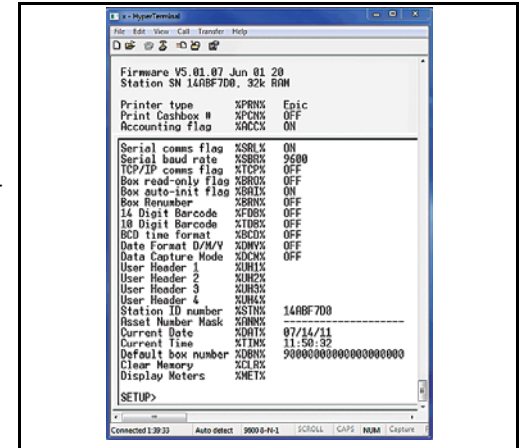 x - HyperTerminal
File Edit View Call Transfer Help
Firmware V5.01.07 Jun 01 20
Station SN 14ABF7D0, 32k RAM
Printer type %PRN% Epic
Print Cashbox # %PCN% OFF
Accounting flag %ACC% ON
Serial comms flag %SRL% ON
Serial baud rate %SBR% 9600
TCP/IP comms flag %TCP% OFF
Box read-only flag %BRO% OFF
Box auto-init flag %BAI% ON
Box Renumber %BRN% OFF
14 Digit Barcode %FDB% OFF
10 Digit Barcode %TDB% OFF
BCD time format %BCD% OFF
Date Format D/M/Y %DMY% OFF
Data Capture Mode %DCM% OFF
User Header 1 %UH1%
User Header 2 %UH2%
User Header 3 %UH3%
User Header 4 %UH4%
Station ID number %STN% 14ABF7D0
Asset Number Mask %ANM% --------------------
Current Date %DAT% 07/14/11
Current Time %TIM% 11:50:32
Default box number %DBN% 900000000000000000
Clear Memory %CLR%
Display Meters %MET%
SETUP>
Connected 1:39:33 Auto detect 9600 8-N-1 SCROLL CAPS NUM Capture